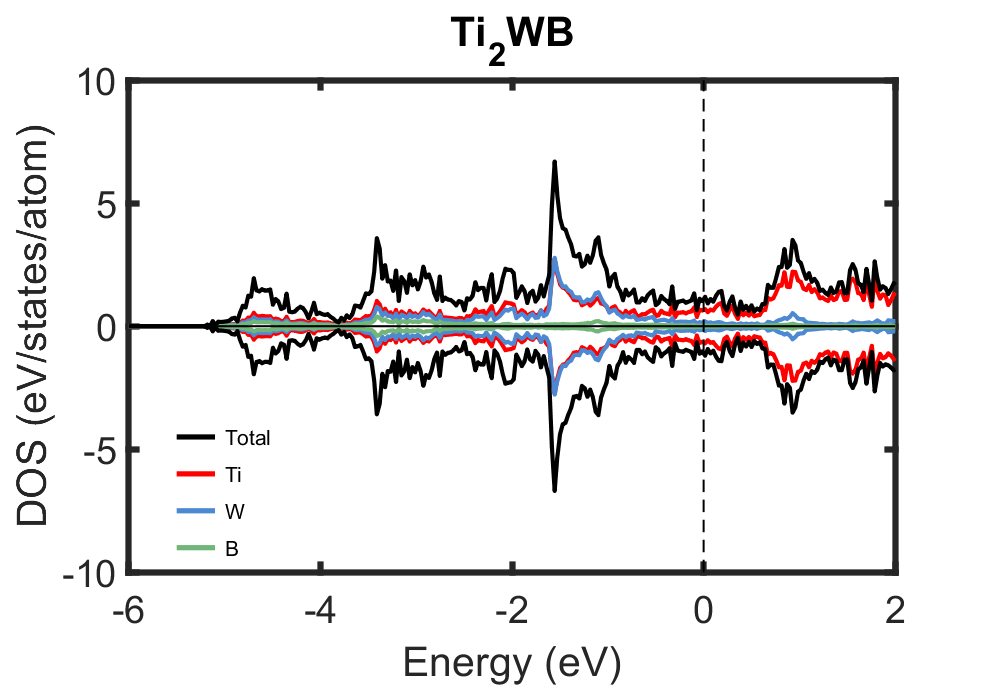 Ti₂WB
10
5
0
-5
-10
DOS (eV/states/atom)
Total
Ti
W
B
-6 -4 -2 0 2
Energy (eV)